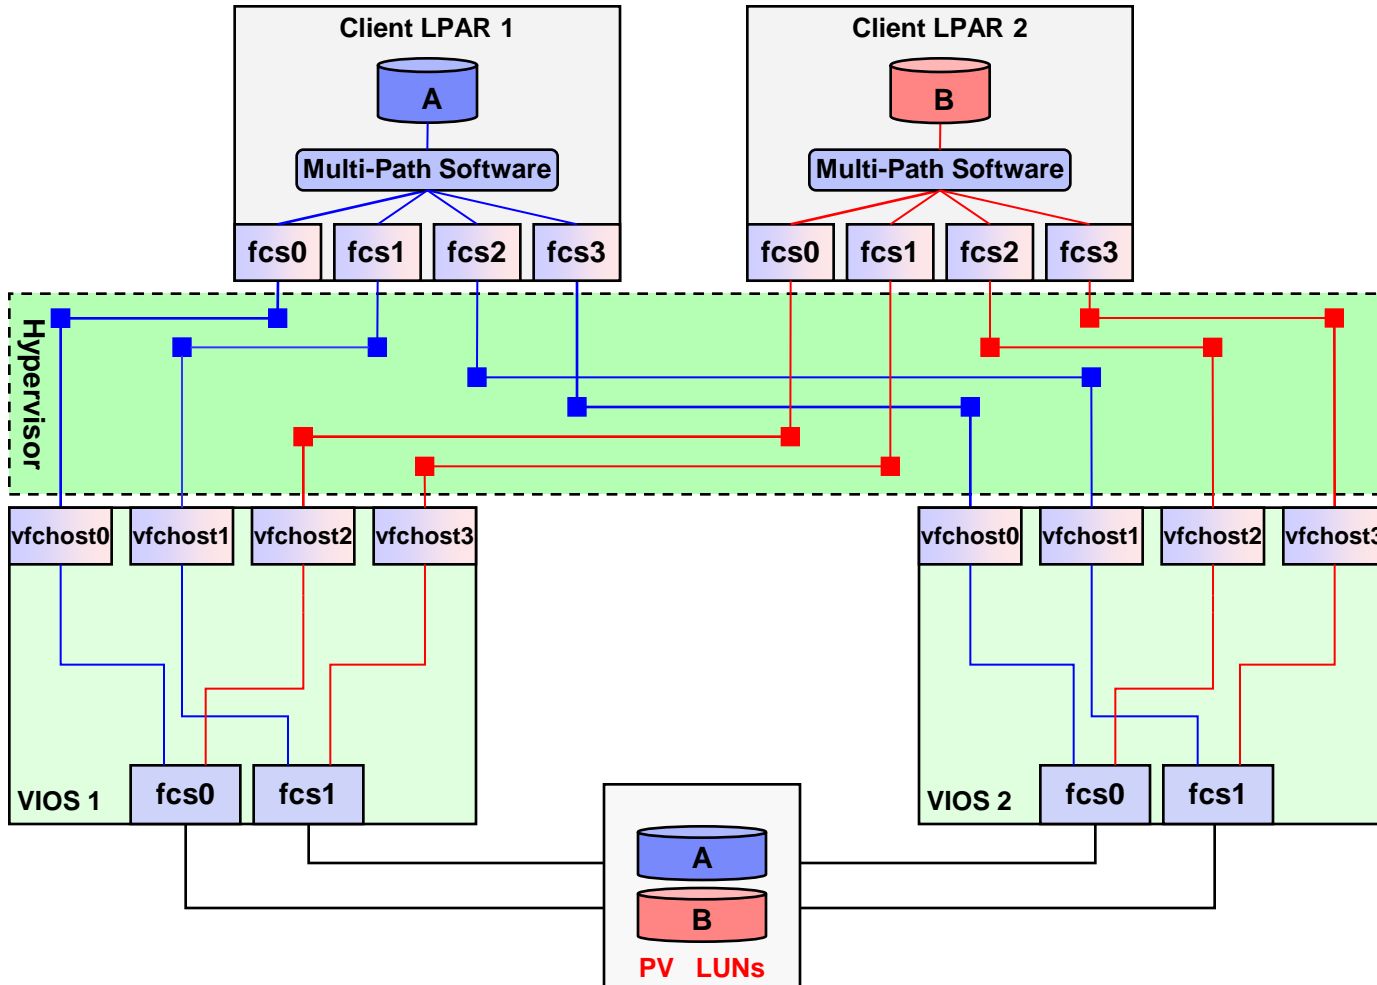 Client LPAR 1
Client LPAR 2
A
B
Multi-Path Software
Multi-Path Software
fcs0 fcs1 fcs2 fcs3
fcs0 fcs1 fcs2 fcs3
Hypervisor
vfchost0 vfchost1 vfchost2 vfchost3
vfchost0 vfchost1 vfchost2 vfchost3
VIOS 1
fcs0 fcs1
VIOS 2
fcs0 fcs1
A
B
PV LUNs